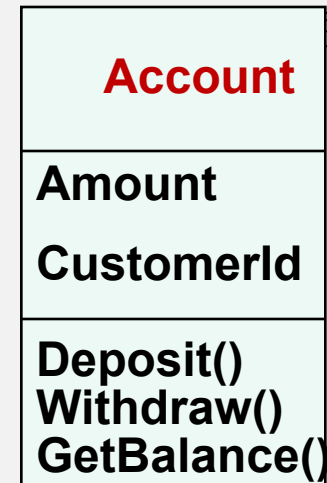 Account
Amount
CustomerId
Deposit()
Withdraw()
GetBalance()